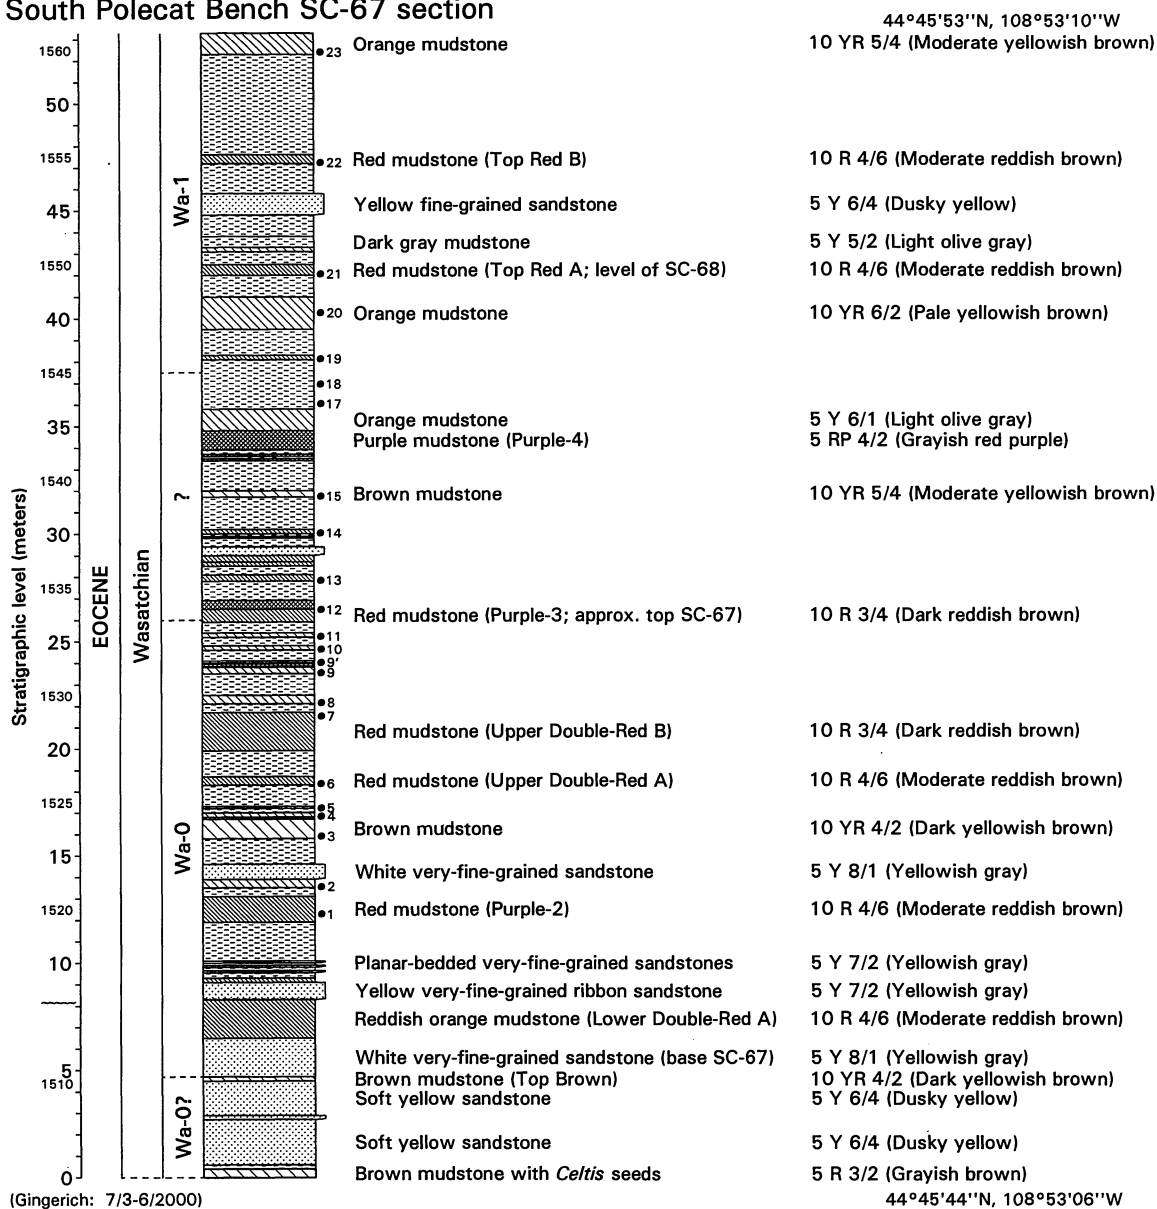 South Polecat Bench SC-67 section
44°45'53''N, 108°53'10''W
1560
23 Orange mudstone 10 YR 5/4 (Moderate yellowish brown)
50
1555
22 Red mudstone (Top Red B) 10 R 4/6 (Moderate reddish brown)
Wa-1
Yellow fine-grained sandstone 5 Y 6/4 (Dusky yellow)
45
Dark gray mudstone 5 Y 5/2 (Light olive gray)
1550
21 Red mudstone (Top Red A; level of SC-68) 10 R 4/6 (Moderate reddish brown)
40
20 Orange mudstone 10 YR 6/2 (Pale yellowish brown)
19
1545
18
17
Orange mudstone 5 Y 6/1 (Light olive gray)
35
Purple mudstone (Purple-4) 5 RP 4/2 (Grayish red purple)
1540
?
15 Brown mudstone 10 YR 5/4 (Moderate yellowish brown)
30
14
1535
13
12 Red mudstone (Purple-3; approx. top SC-67) 10 R 3/4 (Dark reddish brown)
Stratigraphic level (meters)
EOCENE
Wasatchian
25
11
10
9'
9
1530
8
7
Red mudstone (Upper Double-Red B) 10 R 3/4 (Dark reddish brown)
20
6 Red mudstone (Upper Double-Red A) 10 R 4/6 (Moderate reddish brown)
1525
5
4
Brown mudstone 10 YR 4/2 (Dark yellowish brown)
3
Wa-0
15
White very-fine-grained sandstone 5 Y 8/1 (Yellowish gray)
2
1520
1 Red mudstone (Purple-2) 10 R 4/6 (Moderate reddish brown)
10
Planar-bedded very-fine-grained sandstones 5 Y 7/2 (Yellowish gray)
Yellow very-fine-grained ribbon sandstone 5 Y 7/2 (Yellowish gray)
Reddish orange mudstone (Lower Double-Red A) 10 R 4/6 (Moderate reddish brown)
White very-fine-grained sandstone (base SC-67) 5 Y 8/1 (Yellowish gray)
5
1510
Brown mudstone (Top Brown) 10 YR 4/2 (Dark yellowish brown)
Soft yellow sandstone 5 Y 6/4 (Dusky yellow)
Wa-0?
Soft yellow sandstone 5 Y 6/4 (Dusky yellow)
0
Brown mudstone with Celtis seeds 5 R 3/2 (Grayish brown)
(Gingerich: 7/3-6/2000)
44°45'44''N, 108°53'06''W